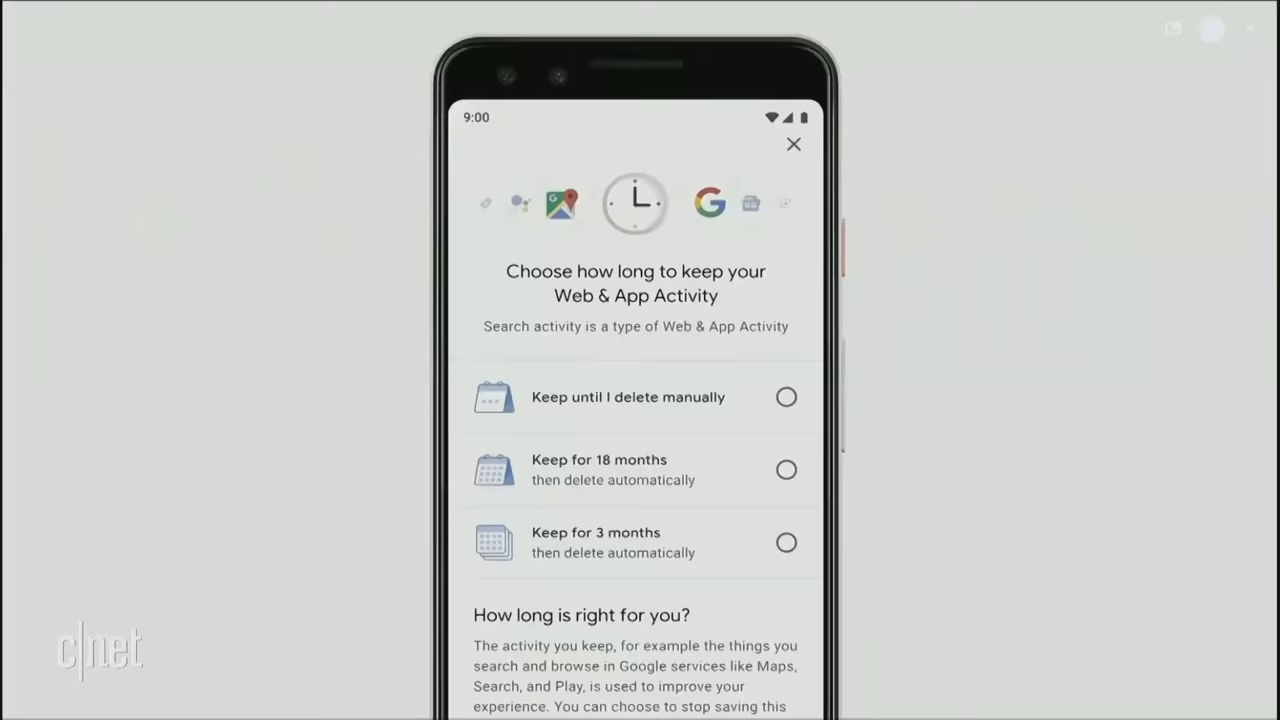 9:00
Choose how long to keep your
Web & App Activity
Search activity is a type of Web & App Activity
Keep until I delete manually
Keep for 18 months
then delete automatically
Keep for 3 months
then delete automatically
How long is right for you?
The activity you keep, for example the things you
search and browse in Google services like Maps,
Search, and Play, is used to improve your
experience. You can choose to stop saving this
c|net